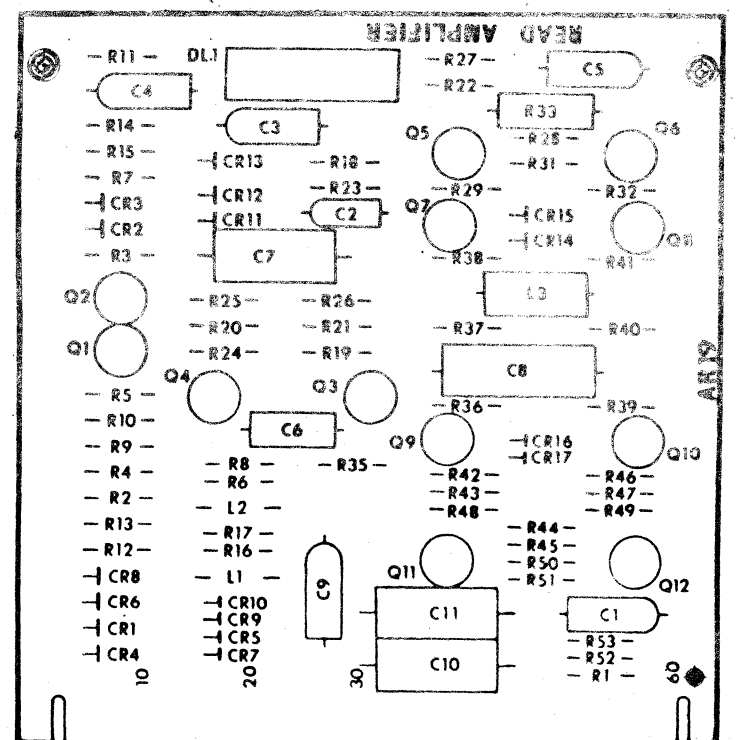 READ AMPLIFIER
R11 DL1 R27 C5
C4 R22
R33
R14 C3 Q5 R28 Q6
R15 CR13 R18 R31
R7 CR12 R23 R29 R32
CR3 CR11 C2 Q7 CR15
CR2 CR14 Q8
R3 C7 R38 R41
Q2 R25 R26 L3
R20 R21 R37 R40
Q1 R24 R19 AR19
Q4 Q3 C8
R5 R36 R39
R10 C6 Q9 CR16 Q10
R9 CR17
R4 R8 R35 R42 R46
R6 R43 R47
R2 L2 R48 R49
R13 R17 R44
R12 R16 R45
R50
CR8 L1 C9 Q11 R51 Q12
CR6 CR10 C11 C1
CR1 CR9
CR5 R53
CR4 CR7 C10 R52
10 20 30 R1 60